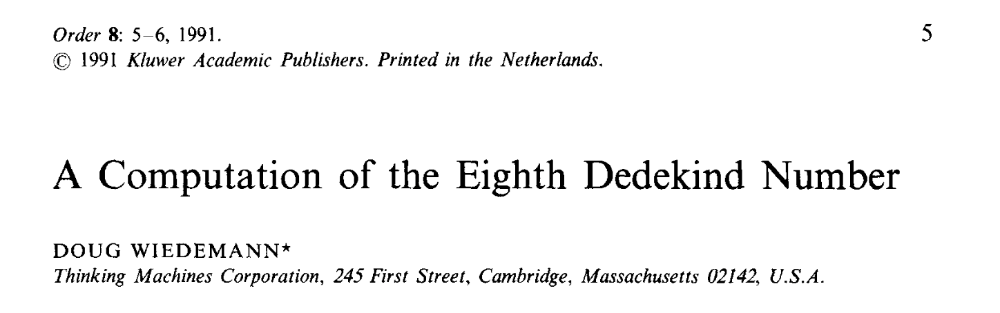 Order 8: 5–6, 1991.
5
© 1991 Kluwer Academic Publishers. Printed in the Netherlands.
A Computation of the Eighth Dedekind Number
DOUG WIEDEMANN★
Thinking Machines Corporation, 245 First Street, Cambridge, Massachusetts 02142, U.S.A.